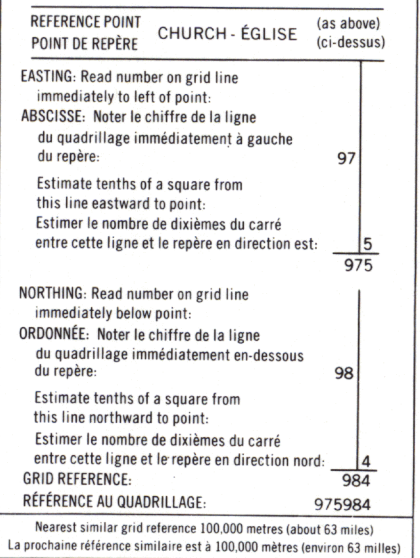 REFERENCE POINT CHURCH - ÉGLISE (as above)
POINT DE REPÈRE (ci-dessus)
EASTING: Read number on grid line
immediately to left of point:
ABSCISSE: Noter le chiffre de la ligne
du quadrillage immédiatement à gauche
du repère: 97
Estimate tenths of a square from
this line eastward to point:
Estimer le nombre de dixièmes du carré
entre cette ligne et le repère en direction est: 5
975
NORTHING: Read number on grid line
immediately below point:
ORDONNÉE: Noter le chiffre de la ligne
du quadrillage immédiatement en-dessous
du repère: 98
Estimate tenths of a square from
this line northward to point:
Estimer le nombre de dixièmes du carré
entre cette ligne et le repère en direction nord: 4
GRID REFERENCE: 984
RÉFÉRENCE AU QUADRILLAGE: 975984
Nearest similar grid reference 100,000 metres (about 63 miles)
La prochaine référence similaire est à 100,000 mètres (environ 63 milles)